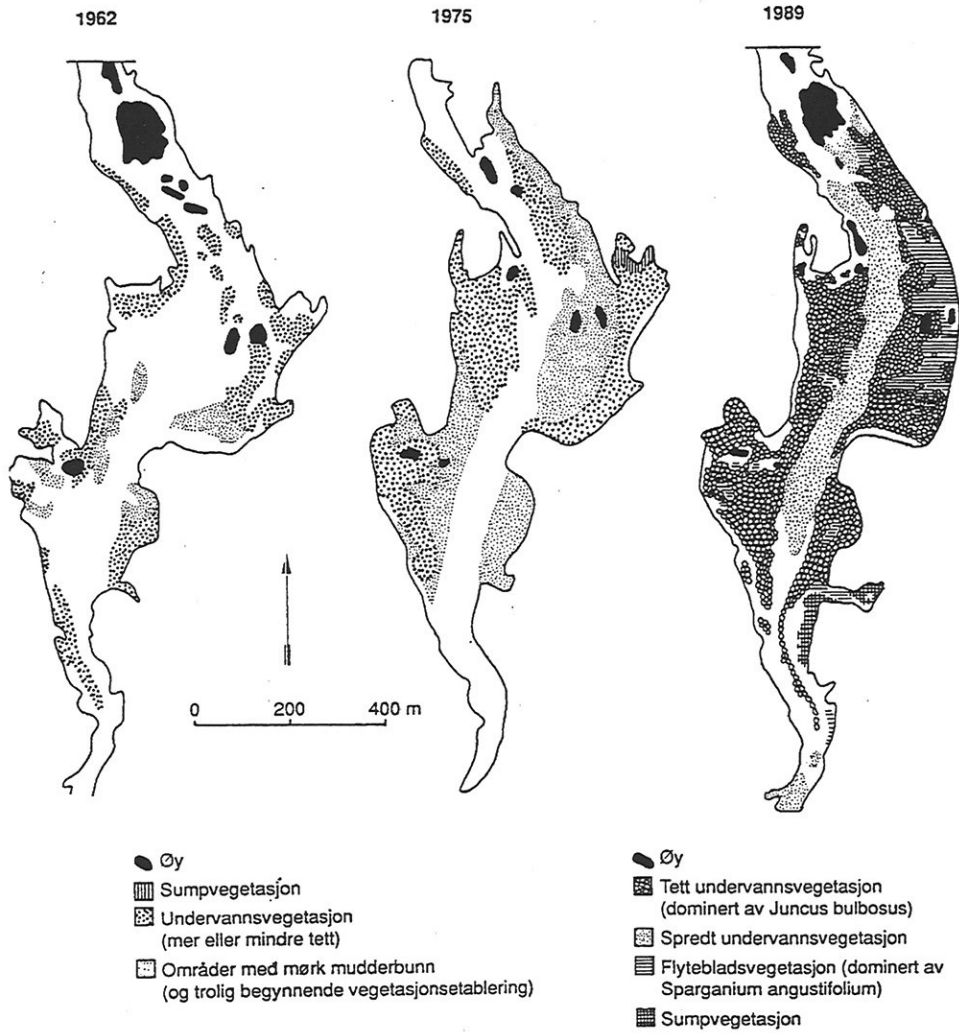 1962
1975
1989
0 200 400 m
Øy
Sumpvegetasjon
Undervannsvegetasjon
(mer eller mindre tett)
Områder med mørk mudderbunn
(og trolig begynnende vegetasjonsetablering)
Øy
Tett undervannsvegetasjon
(dominert av Juncus bulbosus)
Spredt undervannsvegetasjon
Flytebladsvegetasjon (dominert av
Sparganium angustifolium)
Sumpvegetasjon